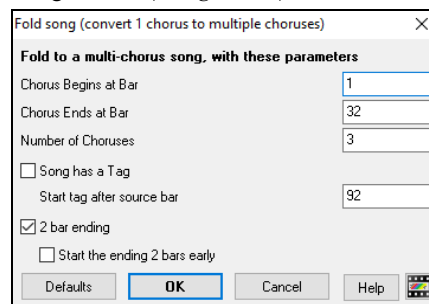 Fold song (convert 1 chorus to multiple choruses)
Fold to a multi-chorus song, with these parameters
Chorus Begins at Bar 1
Chorus Ends at Bar 32
Number of Choruses 3
Song has a Tag
Start tag after source bar 92
2 bar ending
Start the ending 2 bars early
Defaults OK Cancel Help